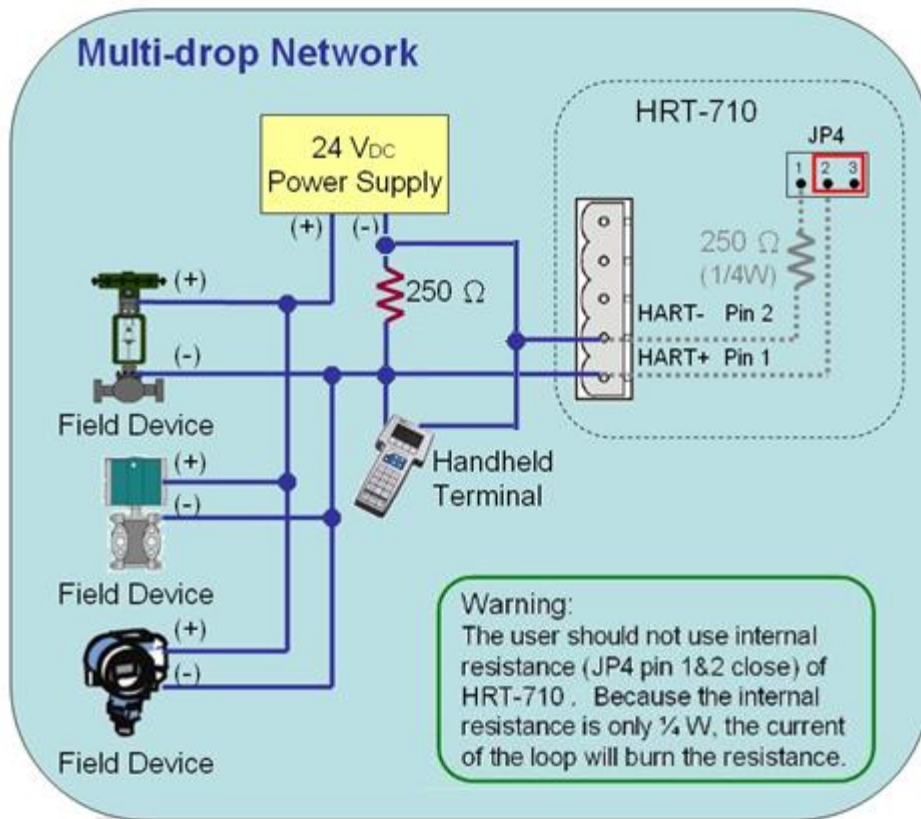 Multi-drop Network
HRT-710
JP4
1 2 3
24 VDC
Power Supply
(+) (-)
250 Ω
(1/4W)
250 Ω
HART- Pin 2
HART+ Pin 1
(+)
(-)
Field Device
Handheld
Terminal
(+)
(-)
Field Device
(+)
(-)
Field Device
Warning:
The user should not use internal
resistance (JP4 pin 1&2 close) of
HRT-710 . Because the internal
resistance is only ¼ W, the current
of the loop will burn the resistance.